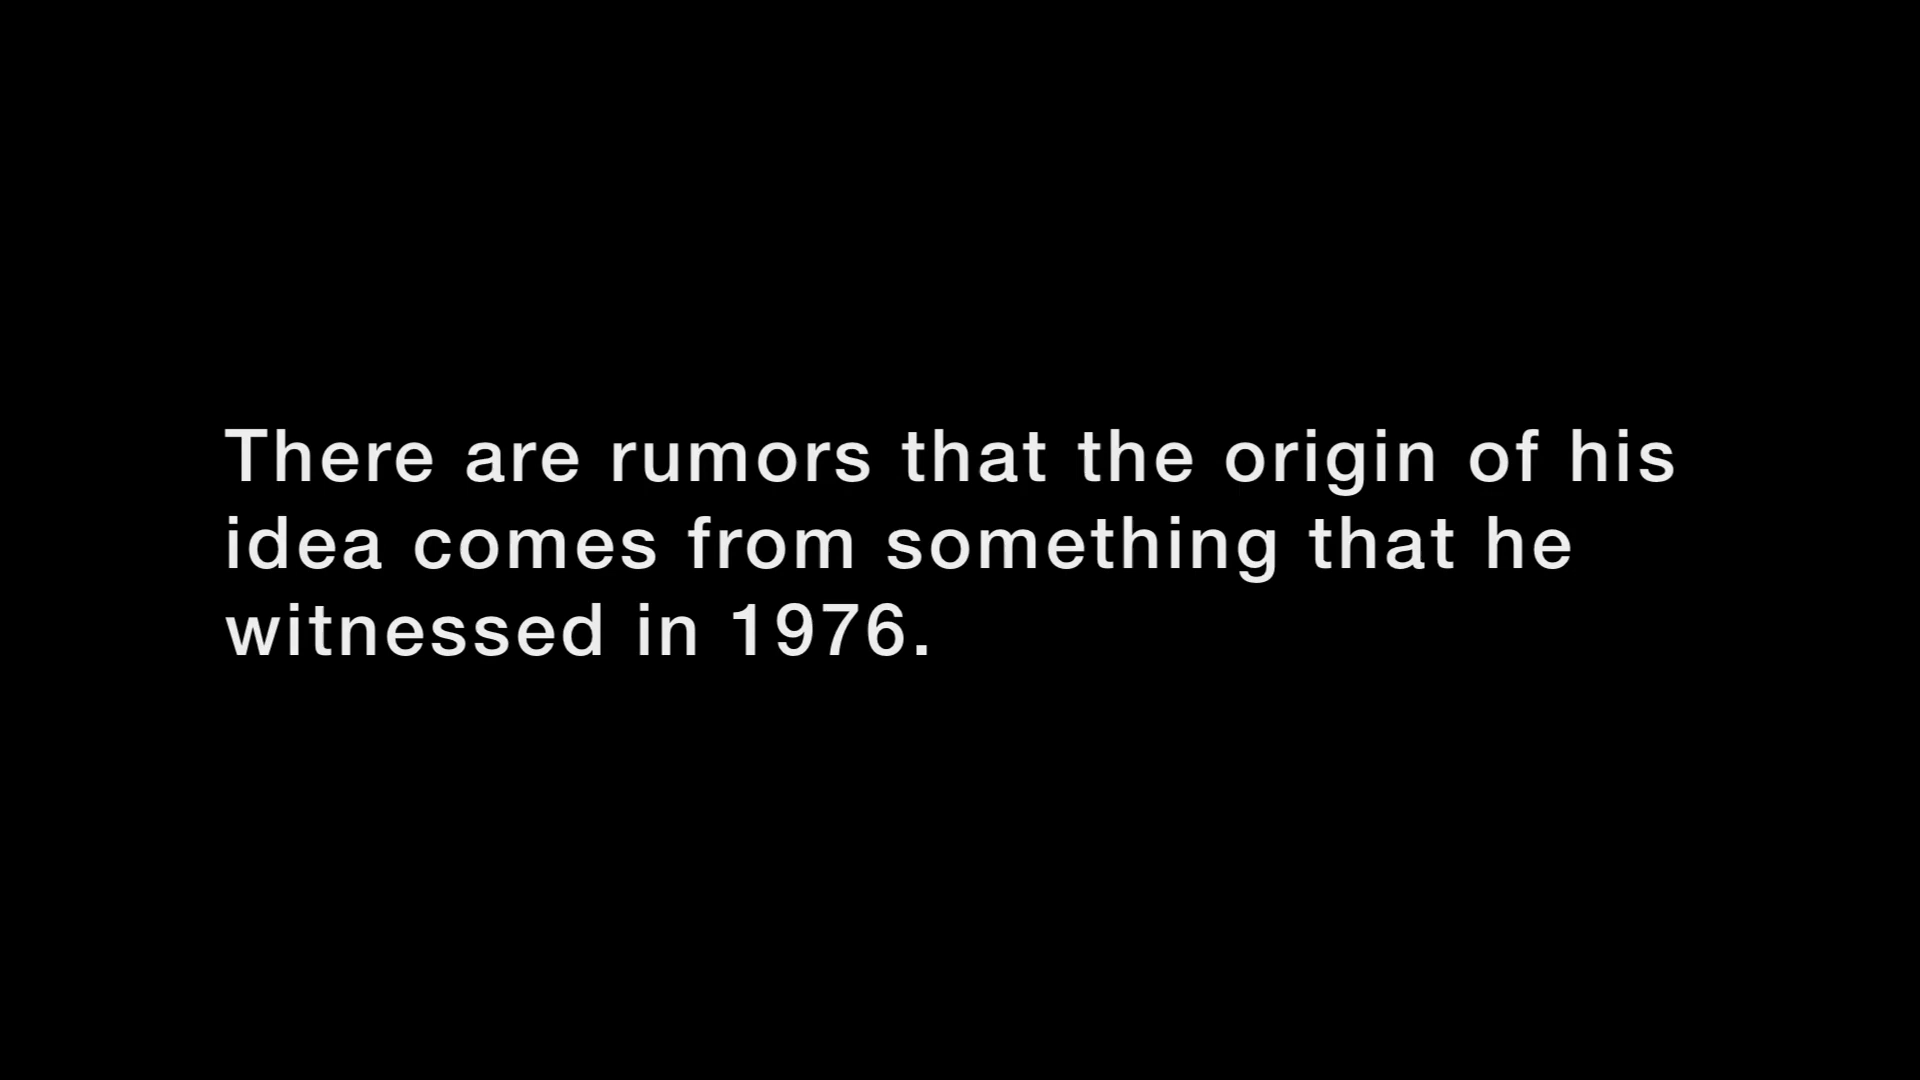 There are rumors that the origin of his
idea comes from something that he
witnessed in 1976.